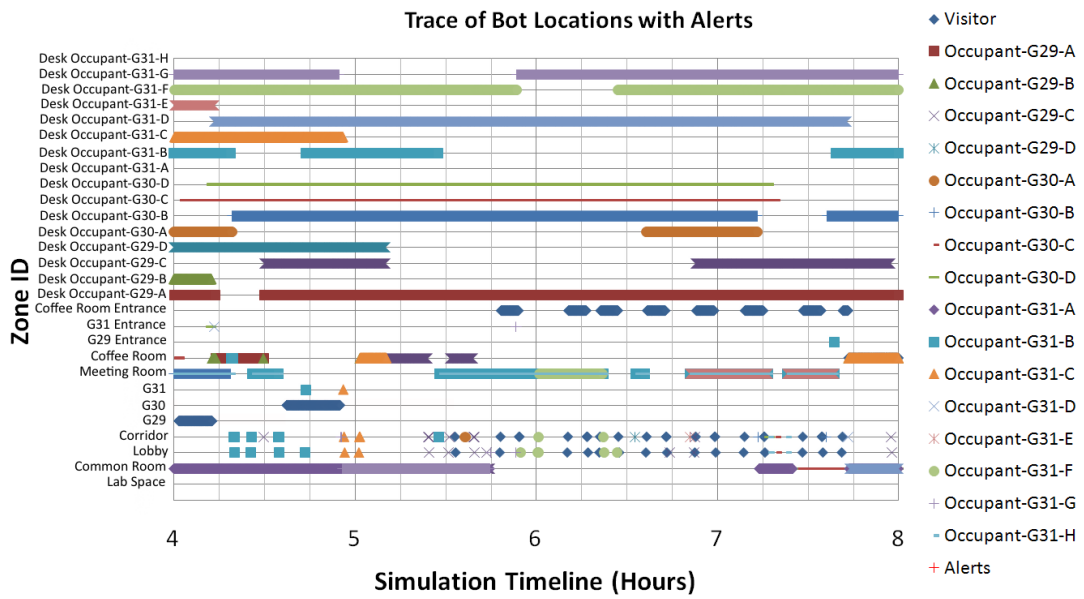 Trace of Bot Locations with Alerts
Zone ID
Desk Occupant-G31-H
Desk Occupant-G31-G
Desk Occupant-G31-F
Desk Occupant-G31-E
Desk Occupant-G31-D
Desk Occupant-G31-C
Desk Occupant-G31-B
Desk Occupant-G31-A
Desk Occupant-G30-D
Desk Occupant-G30-C
Desk Occupant-G30-B
Desk Occupant-G30-A
Desk Occupant-G29-D
Desk Occupant-G29-C
Desk Occupant-G29-B
Desk Occupant-G29-A
Coffee Room Entrance
G31 Entrance
G29 Entrance
Coffee Room
Meeting Room
G31
G30
G29
Corridor
Lobby
Common Room
Lab Space
4 5 6 7 8
Simulation Timeline (Hours)
Visitor
Occupant-G29-A
Occupant-G29-B
Occupant-G29-C
Occupant-G29-D
Occupant-G30-A
Occupant-G30-B
Occupant-G30-C
Occupant-G30-D
Occupant-G31-A
Occupant-G31-B
Occupant-G31-C
Occupant-G31-D
Occupant-G31-E
Occupant-G31-F
Occupant-G31-G
Occupant-G31-H
Alerts